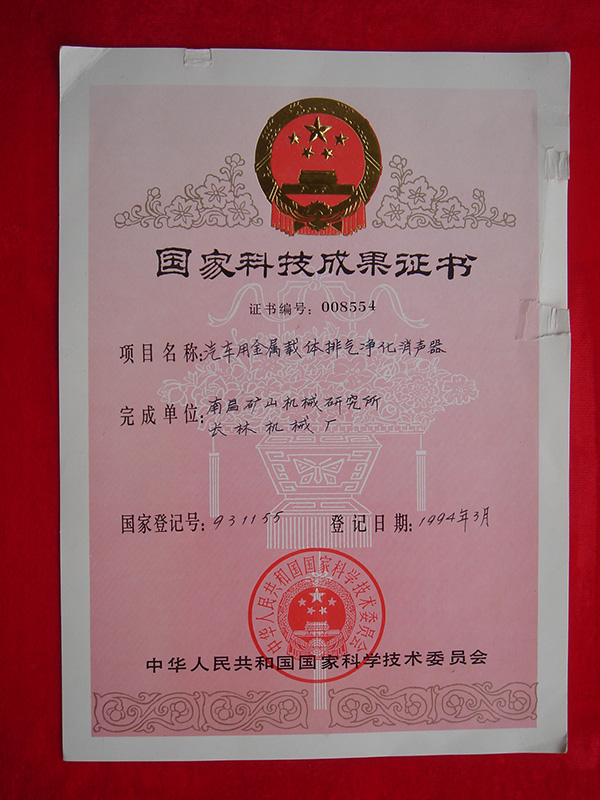 国家科技成果证书
证书编号：008554
项目名称：汽车用金属载体排气净化消声器
完成单位：南昌矿山机械研究所
长林机械厂
国家登记号：931155 登记日期：1994年3月
中华人民共和国国家科学技术委员会
中华人民共和国国家科学技术委员会